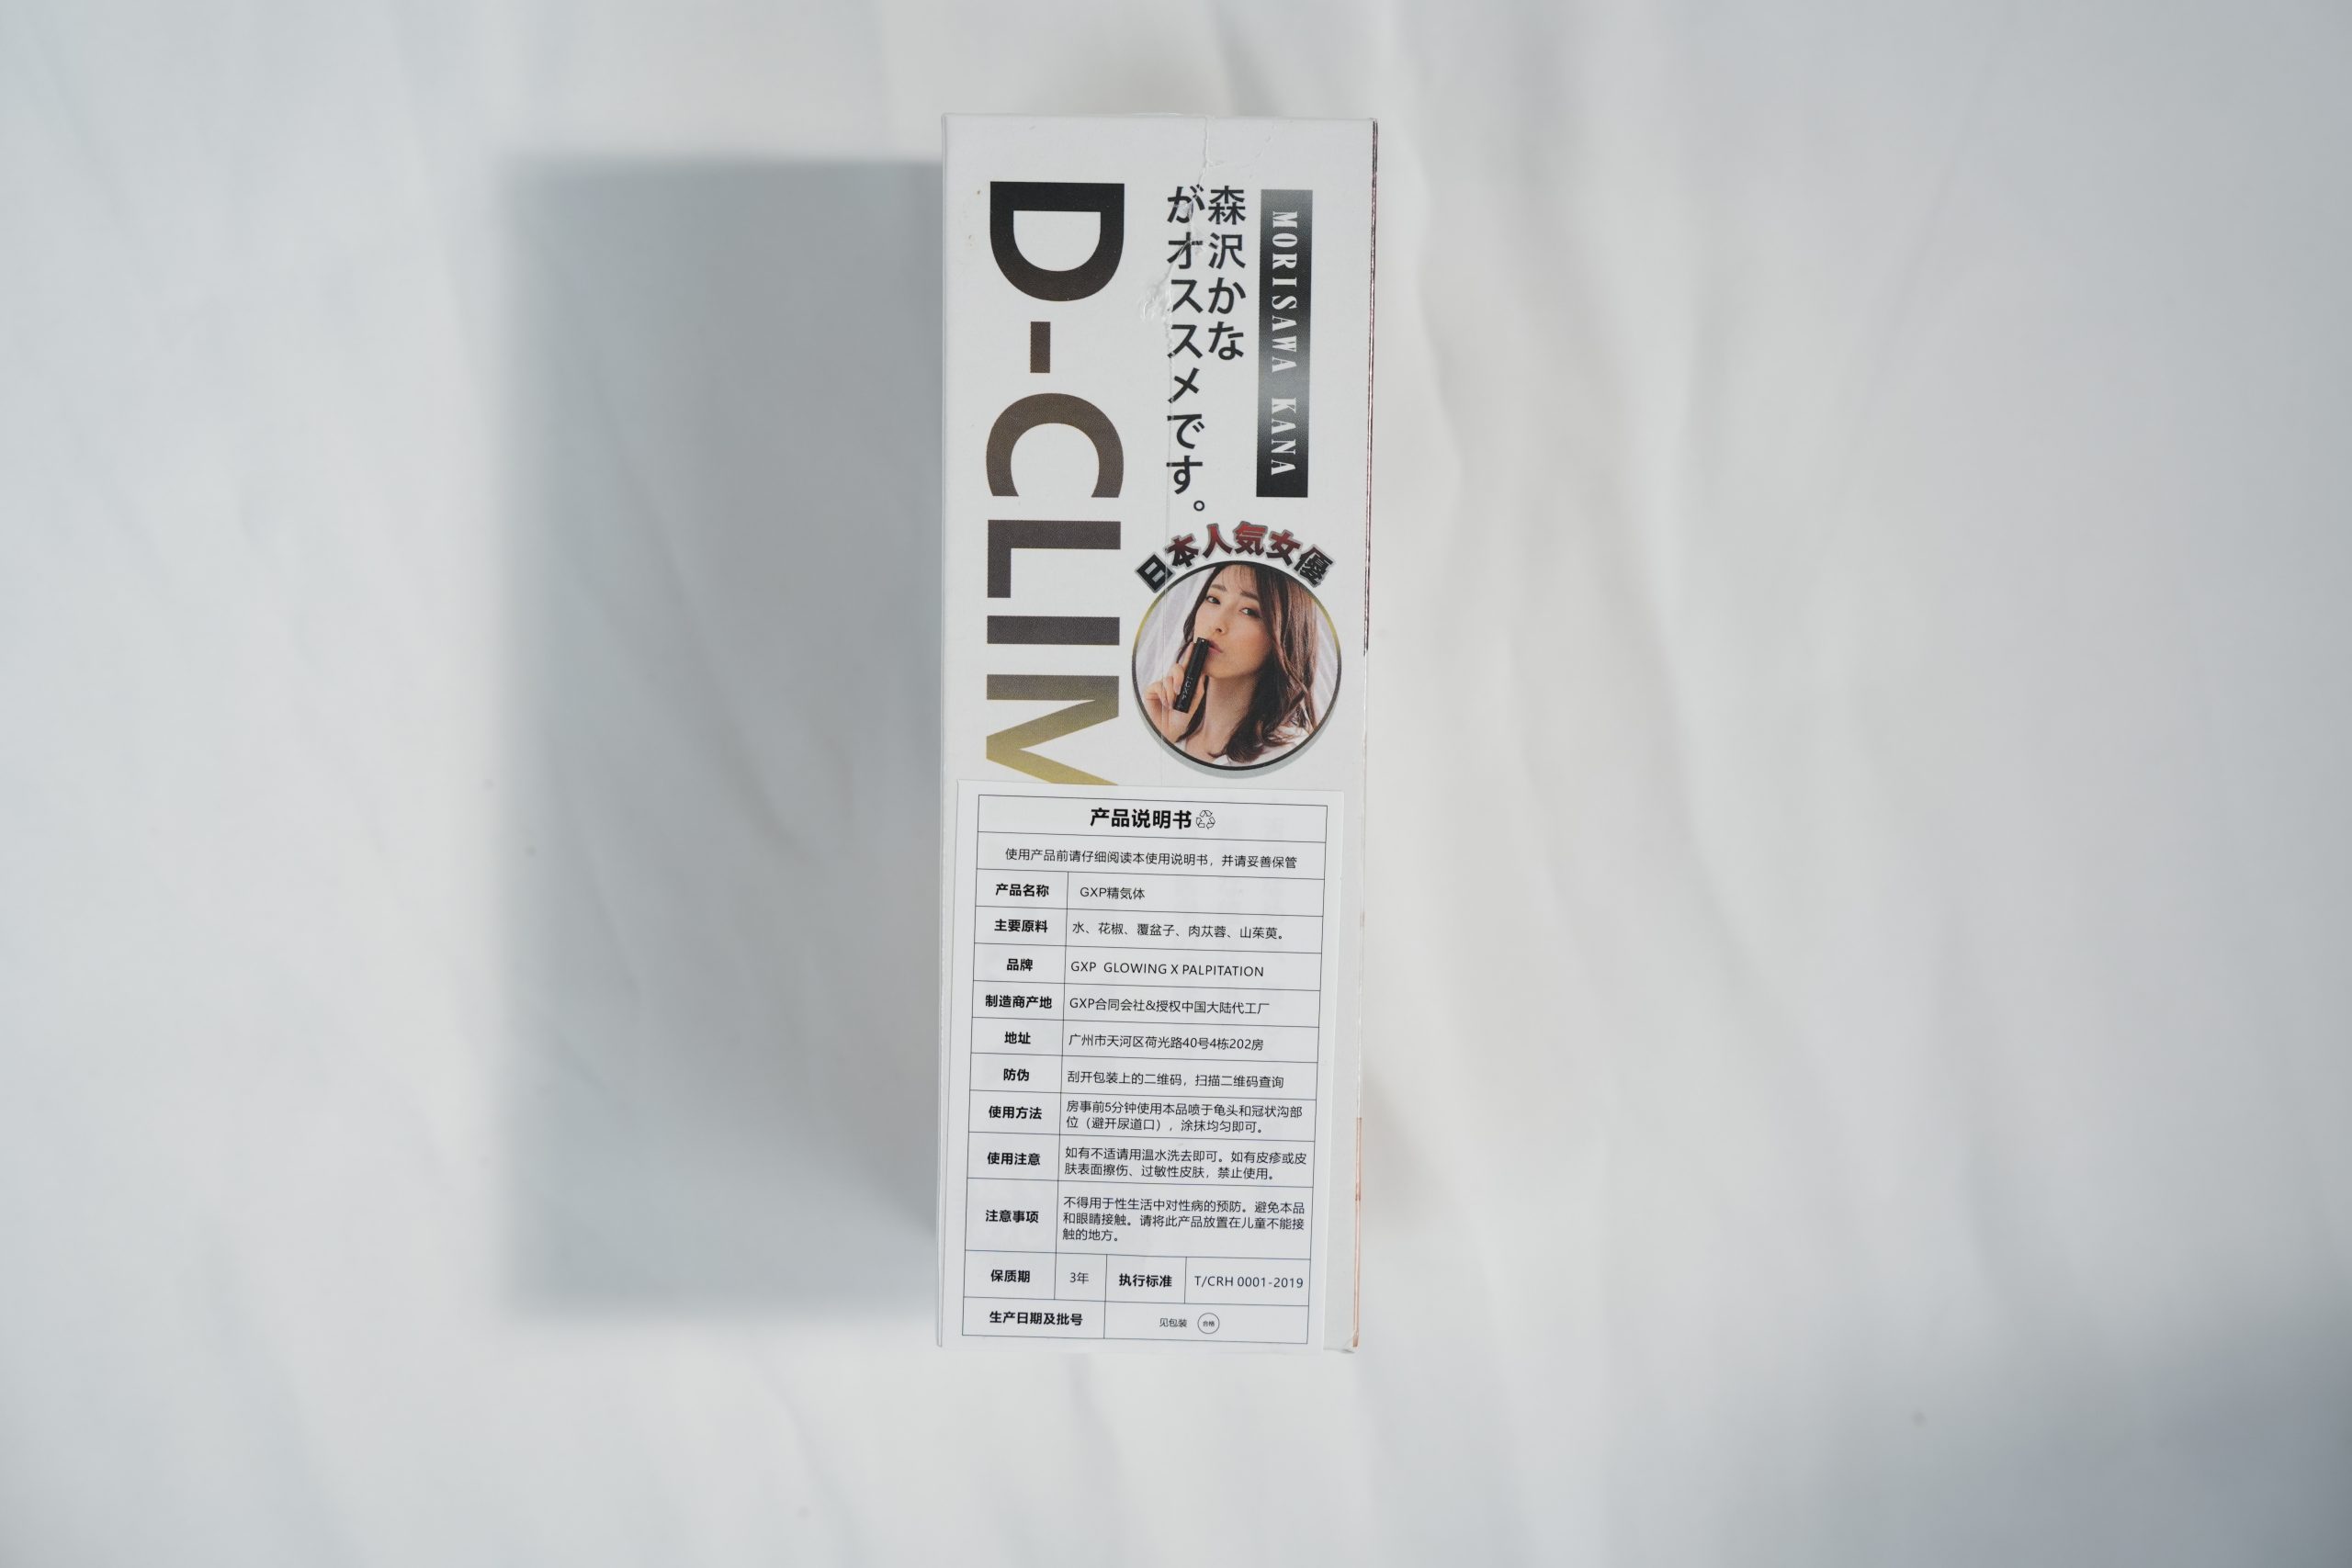 MORISAWA KANA
森沢かな
がオススメです。
日本人気女優
D-CLIM
产品说明书
使用产品前请仔细阅读本使用说明书，并请妥善保管
产品名称 GXP精気体
主要原料 水、花椒、覆盆子、肉苁蓉、山茱萸。
品牌 GXP GLOWING X PALPITATION
制造商产地 GXP合同会社&授权中国大陆代工厂
地址 广州市天河区荷光路40号4栋202房
防伪 刮开包装上的二维码，扫描二维码查询
使用方法 房事前5分钟使用本品喷于龟头和冠状沟部
位（避开尿道口），涂抹均匀即可。
使用注意 如有不适请用温水洗去即可。如有皮疹或皮
肤表面擦伤、过敏性皮肤，禁止使用。
注意事项 不得用于性生活中对性病的预防。避免本品
和眼睛接触。请将此产品放置在儿童不能接
触的地方。
保质期 3年 执行标准 T/CRH 0001-2019
生产日期及批号 见包装 合格